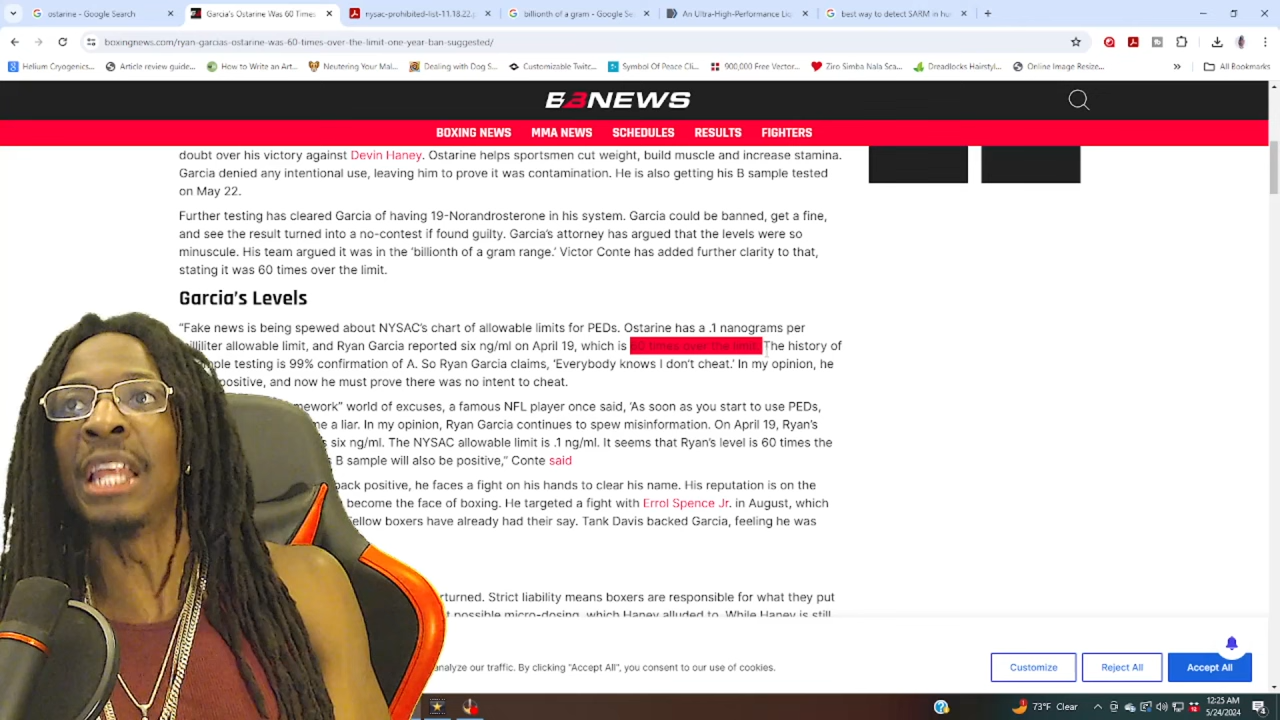 ostarine - Google Search
Garcia's Ostarine Was 60 Times
nysac-prohibited-list-11.18.22.
billionth of a gram - Google Se
An Ultra-High-Performance Li
best way to detect SARM in hu
boxingnews.com/ryan-garcias-ostarine-was-60-times-over-the-limit-one-year-ban-suggested/
Helium Cryogenics...
Article review guide...
How to Write an Art...
Neutering Your Mal...
Dealing with Dog S...
Customizable Twitc...
Symbol Of Peace Cli...
900,000 Free Vector...
Ziro Simba Nala Sca...
Dreadlocks Hairstyl...
Online Image Resize...
All Bookmarks
NEWS
BOXING NEWS MMA NEWS SCHEDULES RESULTS FIGHTERS
doubt over his victory against Devin Haney. Ostarine helps sportsmen cut weight, build muscle and increase stamina.
Garcia denied any intentional use, leaving him to prove it was contamination. He is also getting his B sample tested
on May 22.
Further testing has cleared Garcia of having 19-Norandrosterone in his system. Garcia could be banned, get a fine,
and see the result turned into a no-contest if found guilty. Garcia's attorney has argued that the levels were so
minuscule. His team argued it was in the 'billionth of a gram range.' Victor Conte has added further clarity to that,
stating it was 60 times over the limit.
Garcia's Levels
"Fake news is being spewed about NYSAC's chart of allowable limits for PEDs. Ostarine has a .1 nanograms per
allowable limit, and Ryan Garcia reported six ng/ml on April 19, which is 60 times over the limit. The history of
testing is 99% confirmation of A. So Ryan Garcia claims, 'Everybody knows I don't cheat.' In my opinion, he
positive, and now he must prove there was no intent to cheat.
world of excuses, a famous NFL player once said, 'As soon as you start to use PEDs,
a liar. In my opinion, Ryan Garcia continues to spew misinformation. On April 19, Ryan's
six ng/ml. The NYSAC allowable limit is .1 ng/ml. It seems that Ryan's level is 60 times the
B sample will also be positive," Conte said
back positive, he faces a fight on his hands to clear his name. His reputation is on the
become the face of boxing. He targeted a fight with Errol Spence Jr. in August, which
fellow boxers have already had their say. Tank Davis backed Garcia, feeling he was
Strict liability means boxers are responsible for what they put
possible micro-dosing, which Haney alluded to. While Haney is still
analyze our traffic. By clicking "Accept All", you consent to our use of cookies.
Customize Reject All Accept All
73°F Clear
12:25 AM
5/24/2024